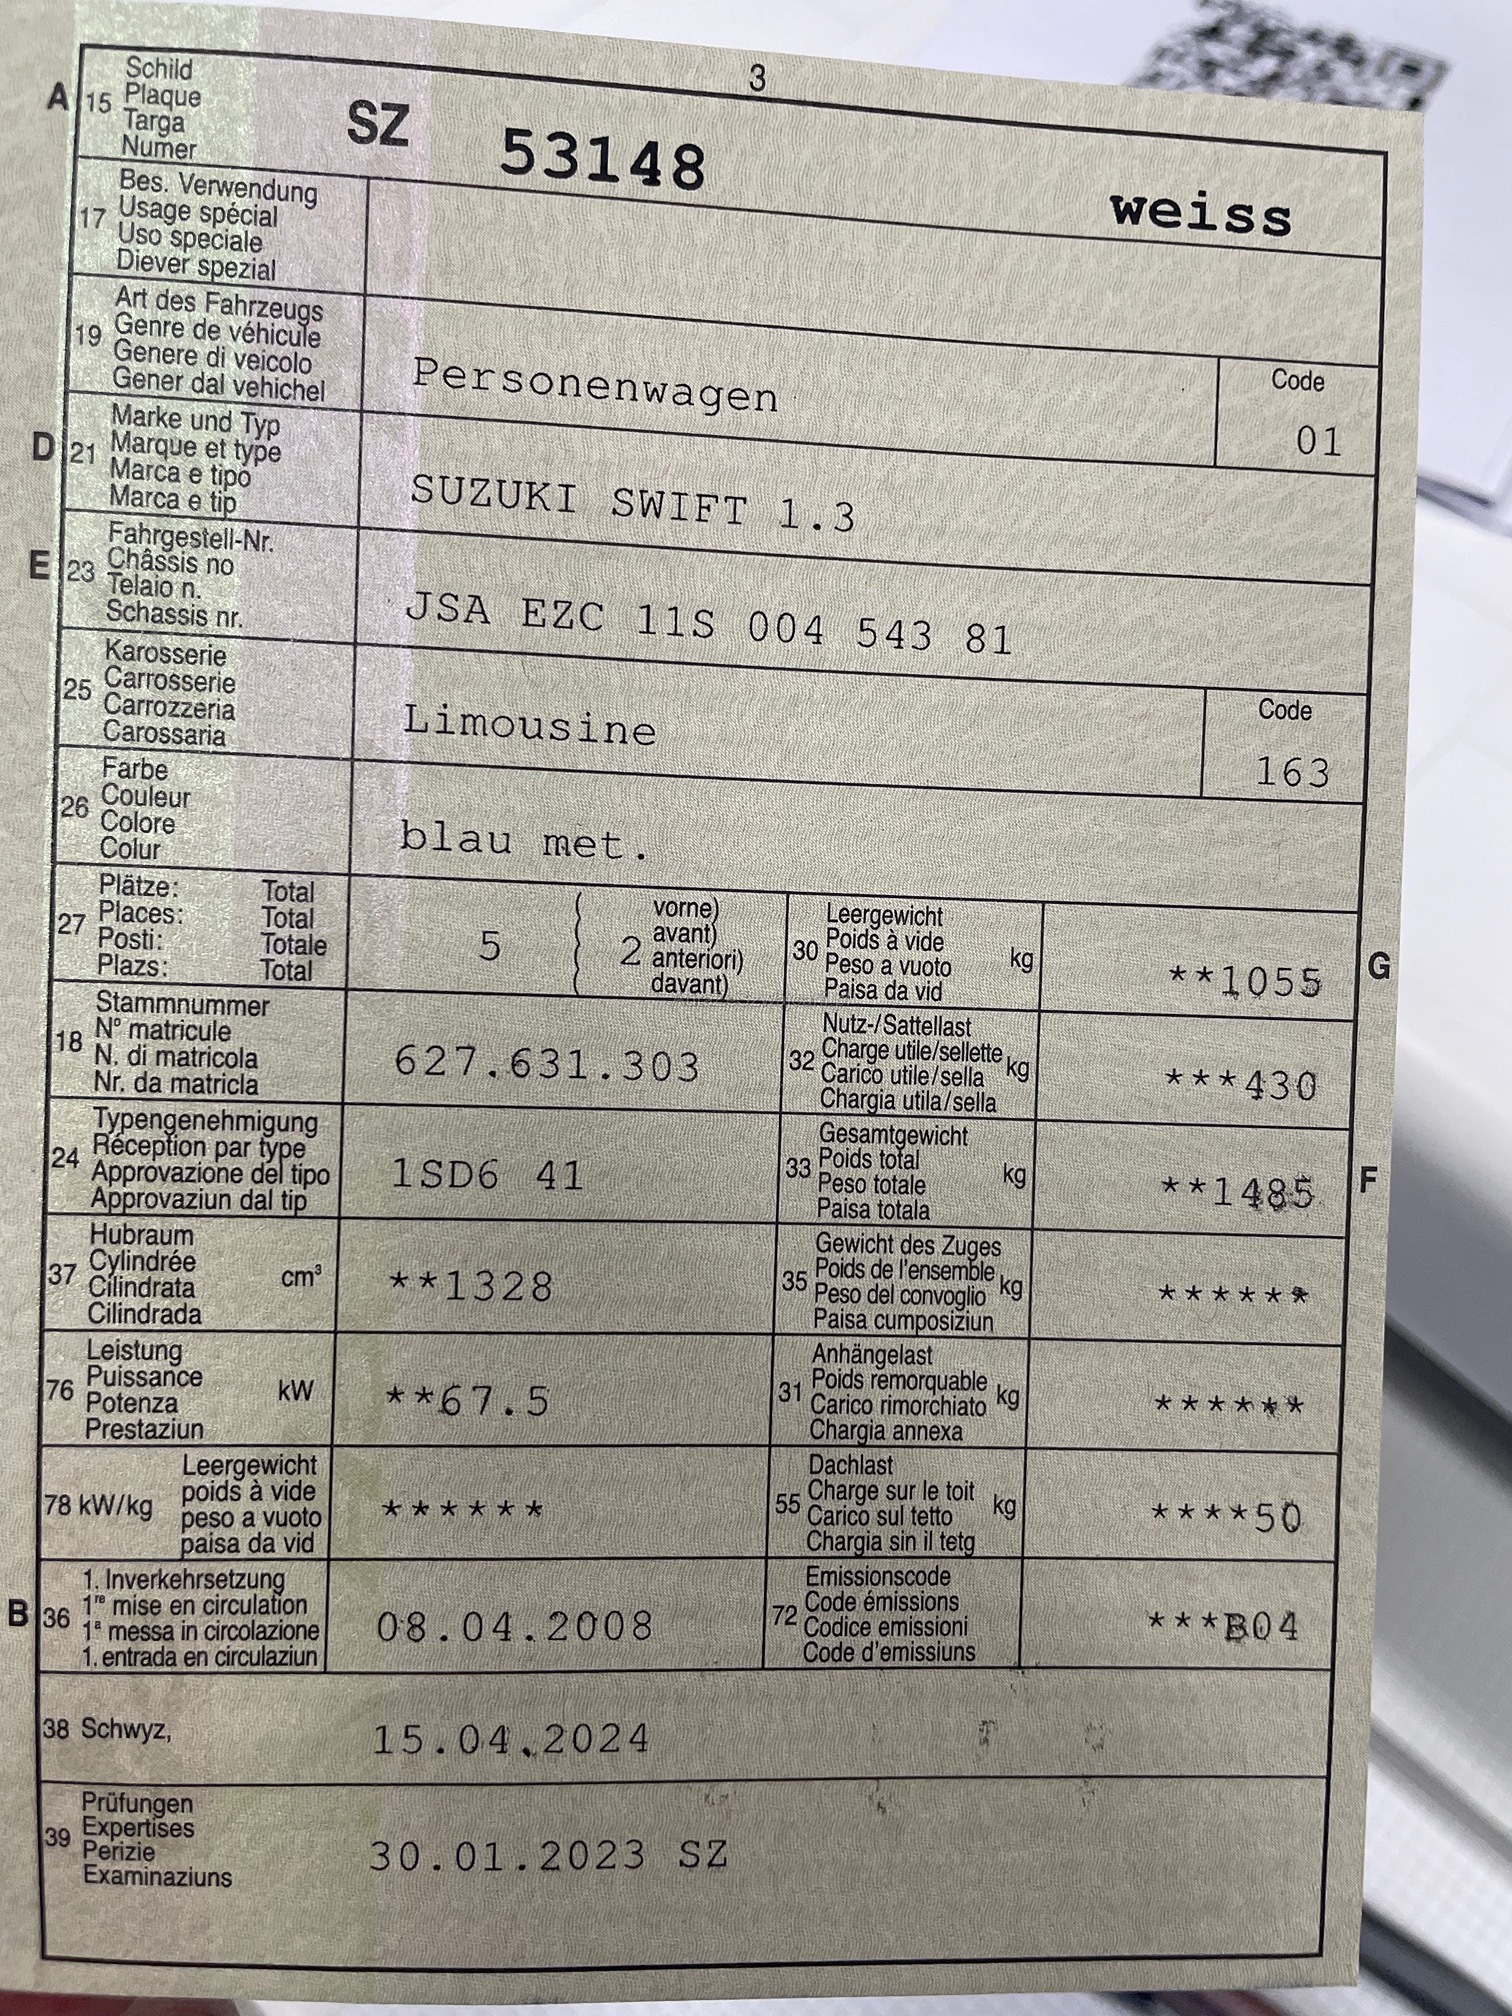 3
A 15 Schild
Plaque
Targa
Numer
SZ 53148 weiss
17 Bes. Verwendung
Usage spécial
Uso speciale
Diever spezial
19 Art des Fahrzeugs
Genre de véhicule
Genere di veicolo
Gener dal vehichel
Personenwagen
Code
01
D 21 Marke und Typ
Marque et type
Marca e tipo
Marca e tip
SUZUKI SWIFT 1.3
E 23 Fahrgestell-Nr.
Châssis no
Telaio n.
Schassis nr.
JSA EZC 11S 004 543 81
25 Karosserie
Carrosserie
Carrozzeria
Carossaria
Limousine
Code
163
26 Farbe
Couleur
Colore
Colur
blau met.
27 Plätze: Total
Places: Total
Posti: Totale
Plazs: Total
5
2 vorne)
avant)
anteriori)
davant)
30 Leergewicht
Poids à vide
Peso a vuoto
Paisa da vid
kg
**1055
G
18 Stammnummer
N° matricule
N. di matricola
Nr. da matricla
627.631.303
32 Nutz-/Sattellast
Charge utile/sellette
Carico utile/sella
Chargia utila/sella
kg
***430
24 Typengenehmigung
Réception par type
Approvazione del tipo
Approvaziun dal tip
1SD6 41
33 Gesamtgewicht
Poids total
Peso totale
Paisa totala
kg
**1485
F
37 Hubraum
Cylindrée
Cilindrata
Cilindrada
cm³
**1328
35 Gewicht des Zuges
Poids de l'ensemble
Peso del convoglio
Paisa cumposiziun
kg
******
76 Leistung
Puissance
Potenza
Prestaziun
kW
**67.5
31 Anhängelast
Poids remorquable
Carico rimorchiato
Chargia annexa
kg
******
78 kW/kg Leergewicht
poids à vide
peso a vuoto
paisa da vid
******
55 Dachlast
Charge sur le toit
Carico sul tetto
Chargia sin il tetg
kg
****50
B 36 1. Inverkehrsetzung
1re mise en circulation
1a messa in circolazione
1. entrada en circulaziun
08.04.2008
72 Emissionscode
Code émissions
Codice emissioni
Code d'emissiuns
***B04
38 Schwyz, 15.04.2024
39 Prüfungen
Expertises
Perizie
Examinaziuns
30.01.2023 SZ